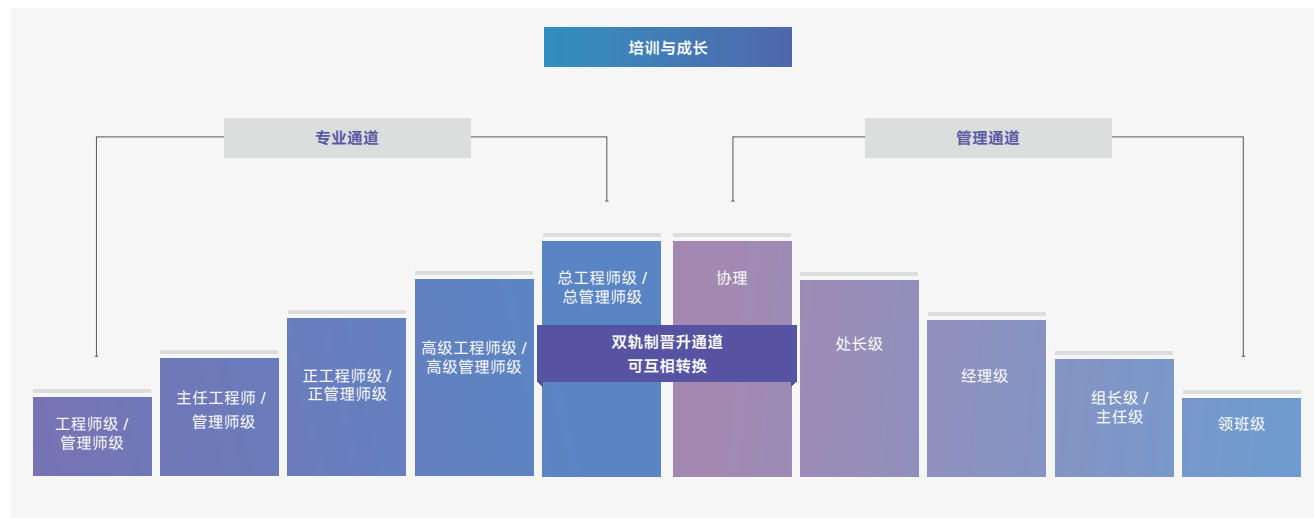 培训与成长
专业通道
管理通道
工程师级 /
管理师级
主任工程师 /
管理师级
正工程师级 /
正管理师级
高级工程师级 /
高级管理师级
总工程师级 /
总管理师级
双轨制晋升通道
可互相转换
协理
处长级
经理级
组长级 /
主任级
领班级